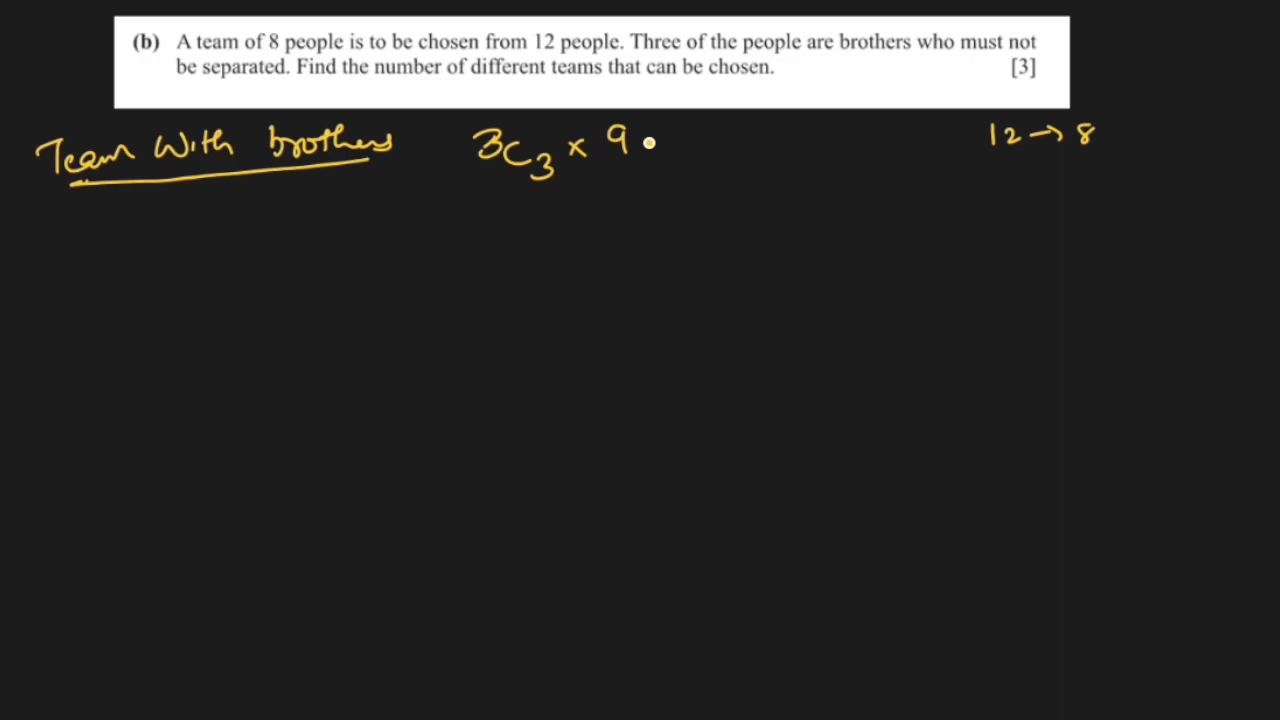 (b) A team of 8 people is to be chosen from 12 people. Three of the people are brothers who must not
be separated. Find the number of different teams that can be chosen. [3]
Team With brothers 3C3 × 9 12 → 8